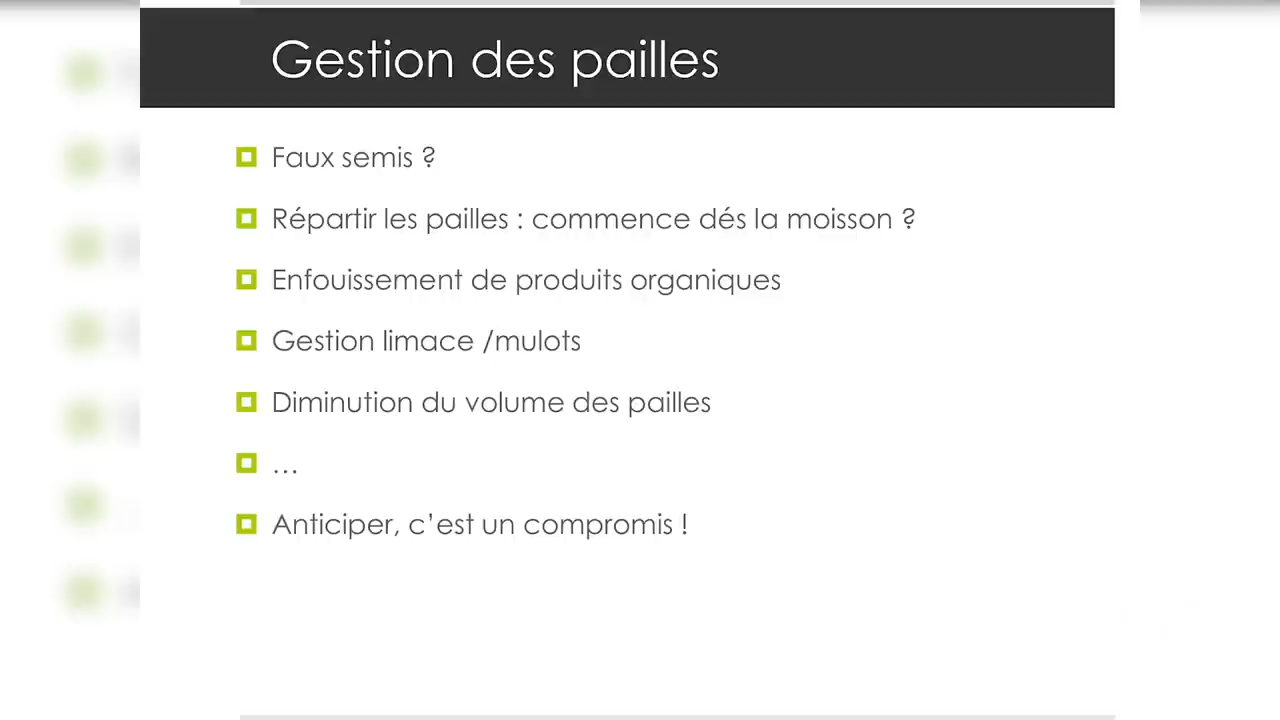 Gestion des pailles
Faux semis ?
Répartir les pailles : commence dés la moisson ?
Enfouissement de produits organiques
Gestion limace /mulots
Diminution du volume des pailles
…
Anticiper, c’est un compromis !